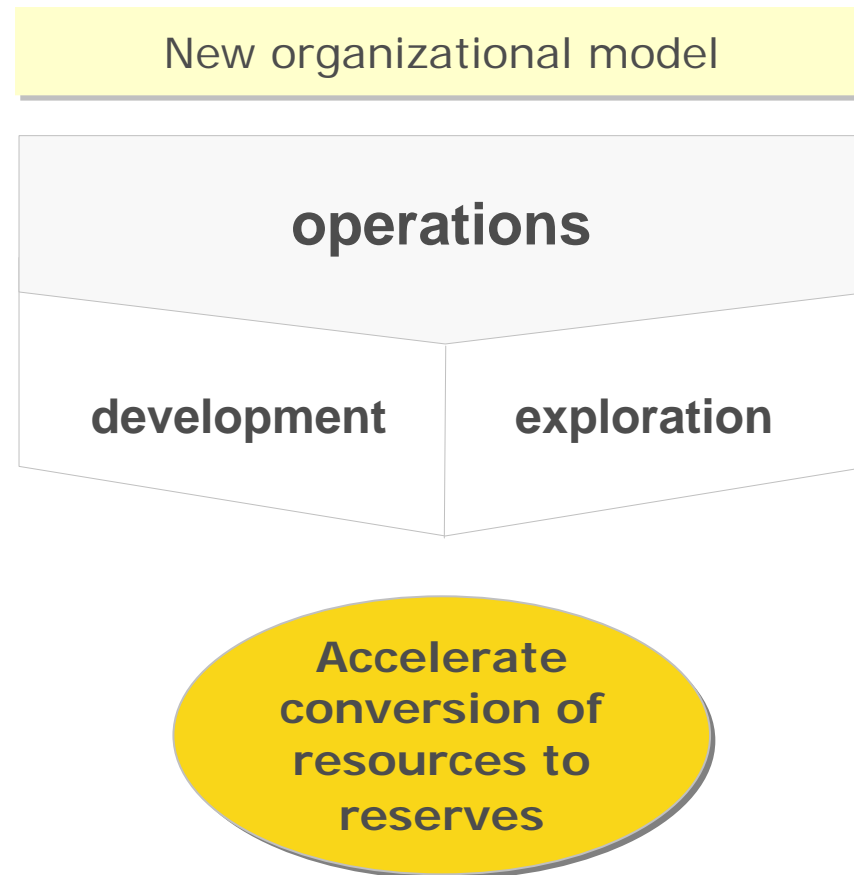 New organizational model
operations
development exploration
Accelerate
conversion of
resources to
reserves